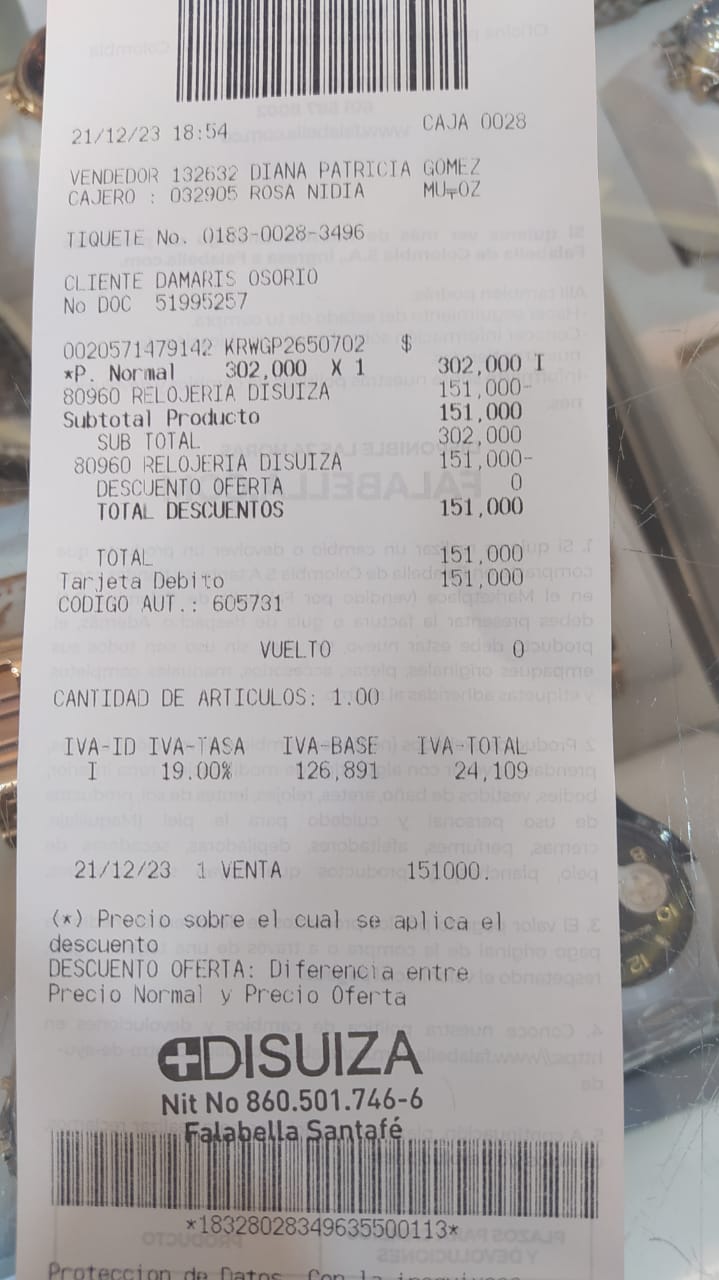 21/12/23 18:54 CAJA 0028
VENDEDOR 132632 DIANA PATRICIA GOMEZ
CAJERO : 032905 ROSA NIDIA MU┬OZ
TIQUETE No. 0183-0028-3496
CLIENTE DAMARIS OSORIO
No DOC 51995257
0020571479142 KRWGP2650702 $
*P. Normal 302,000 X 1 302,000 I
80960 RELOJERIA DISUIZA 151,000-
Subtotal Producto 151,000
SUB TOTAL 302,000
80960 RELOJERIA DISUIZA 151,000-
DESCUENTO OFERTA 0
TOTAL DESCUENTOS 151,000
TOTAL 151,000
Tarjeta Debito 151,000
CODIGO AUT.: 605731
VUELTO 0
CANTIDAD DE ARTICULOS: 1.00
IVA-ID IVA-TASA IVA-BASE IVA-TOTAL
I 19.00% 126,891 24,109
21/12/23 1 VENTA 151000.
(*) Precio sobre el cual se aplica el
descuento
DESCUENTO OFERTA: Diferencia entre
Precio Normal y Precio Oferta
DISUIZA
Nit No 860.501.746-6
Falabella Santafé
*18328028349635500113*
Proteccion de Datos. Con la